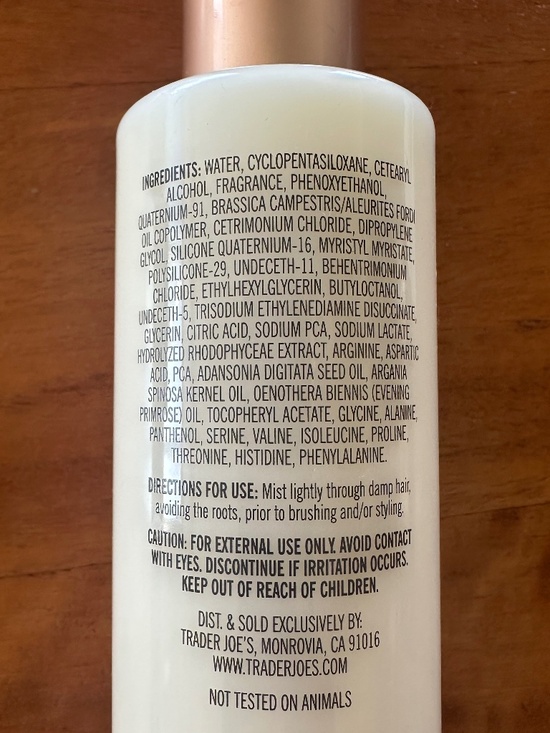 INGREDIENTS: WATER, CYCLOPENTASILOXANE, CETEARYL
ALCOHOL, FRAGRANCE, PHENOXYETHANOL,
QUATERNIUM-91, BRASSICA CAMPESTRIS/ALEURITES FORDI
OIL COPOLYMER, CETRIMONIUM CHLORIDE, DIPROPYLENE
GLYCOL, SILICONE QUATERNIUM-16, MYRISTYL MYRISTATE,
POLYSILICONE-29, UNDECETH-11, BEHENTRIMONIUM
CHLORIDE, ETHYLHEXYLGLYCERIN, BUTYLOCTANOL,
UNDECETH-5, TRISODIUM ETHYLENEDIAMINE DISUCCINATE,
GLYCERIN, CITRIC ACID, SODIUM PCA, SODIUM LACTATE,
HYDROLYZED RHODOPHYCEAE EXTRACT, ARGININE, ASPARTIC
ACID, PCA, ADANSONIA DIGITATA SEED OIL, ARGANIA
SPINOSA KERNEL OIL, OENOTHERA BIENNIS (EVENING
PRIMROSE) OIL, TOCOPHERYL ACETATE, GLYCINE, ALANINE,
PANTHENOL, SERINE, VALINE, ISOLEUCINE, PROLINE,
THREONINE, HISTIDINE, PHENYLALANINE.
DIRECTIONS FOR USE: Mist lightly through damp hair,
avoiding the roots, prior to brushing and/or styling.
CAUTION: FOR EXTERNAL USE ONLY. AVOID CONTACT
WITH EYES. DISCONTINUE IF IRRITATION OCCURS.
KEEP OUT OF REACH OF CHILDREN.
DIST. & SOLD EXCLUSIVELY BY:
TRADER JOE'S, MONROVIA, CA 91016
WWW.TRADERJOES.COM
NOT TESTED ON ANIMALS